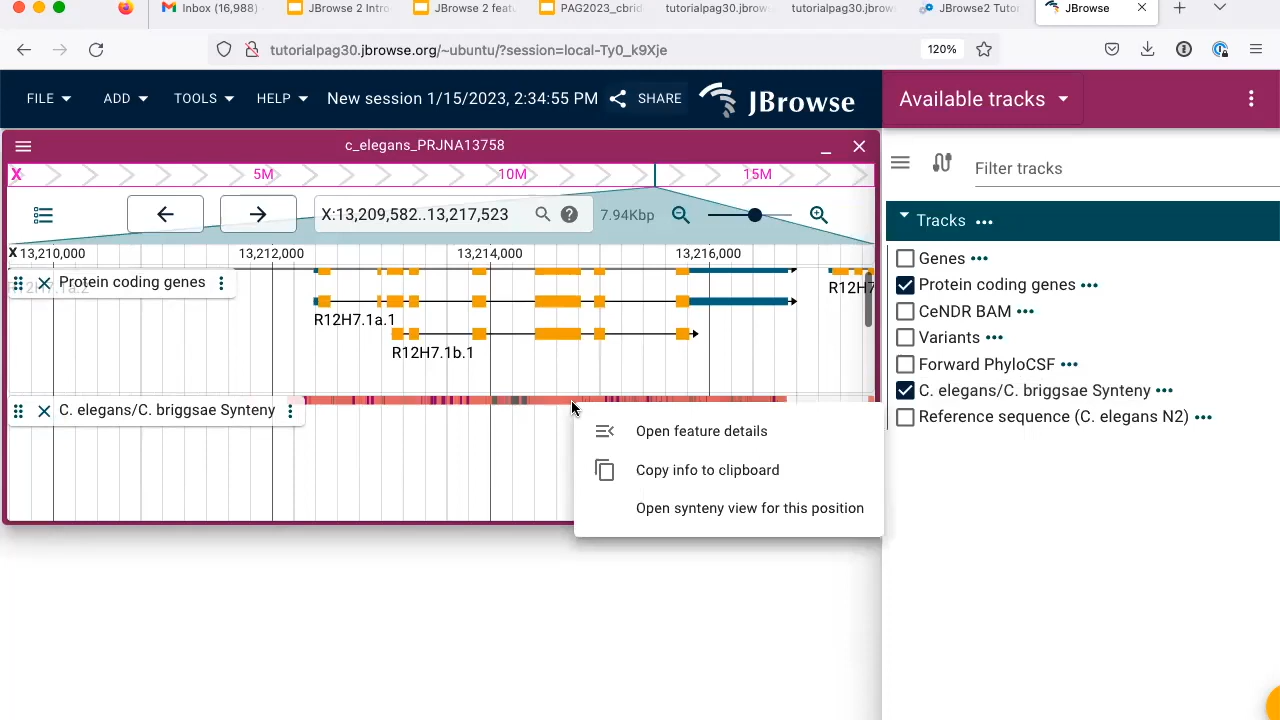 Inbox (16,988)
JBrowse 2 Intro
JBrowse 2 feat
PAG2023_cbrid
tutorialpag30.jbrows
tutorialpag30.jbrows
JBrowse2 Tutor
JBrowse
tutorialpag30.jbrowse.org/~ubuntu/?session=local-Ty0_k9Xje
120%
FILE ADD TOOLS HELP New session 1/15/2023, 2:34:55 PM SHARE JBrowse
Available tracks
c_elegans_PRJNA13758
X 5M 10M 15M
X:13,209,582..13,217,523 7.94Kbp
X 13,210,000 13,212,000 13,214,000 13,216,000
Protein coding genes
R12H7.1a.2
R12H7
R12H7.1a.1
R12H7.1b.1
C. elegans/C. briggsae Synteny
Open feature details
Copy info to clipboard
Open synteny view for this position
Filter tracks
Tracks
Genes
Protein coding genes
CeNDR BAM
Variants
Forward PhyloCSF
C. elegans/C. briggsae Synteny
Reference sequence (C. elegans N2)